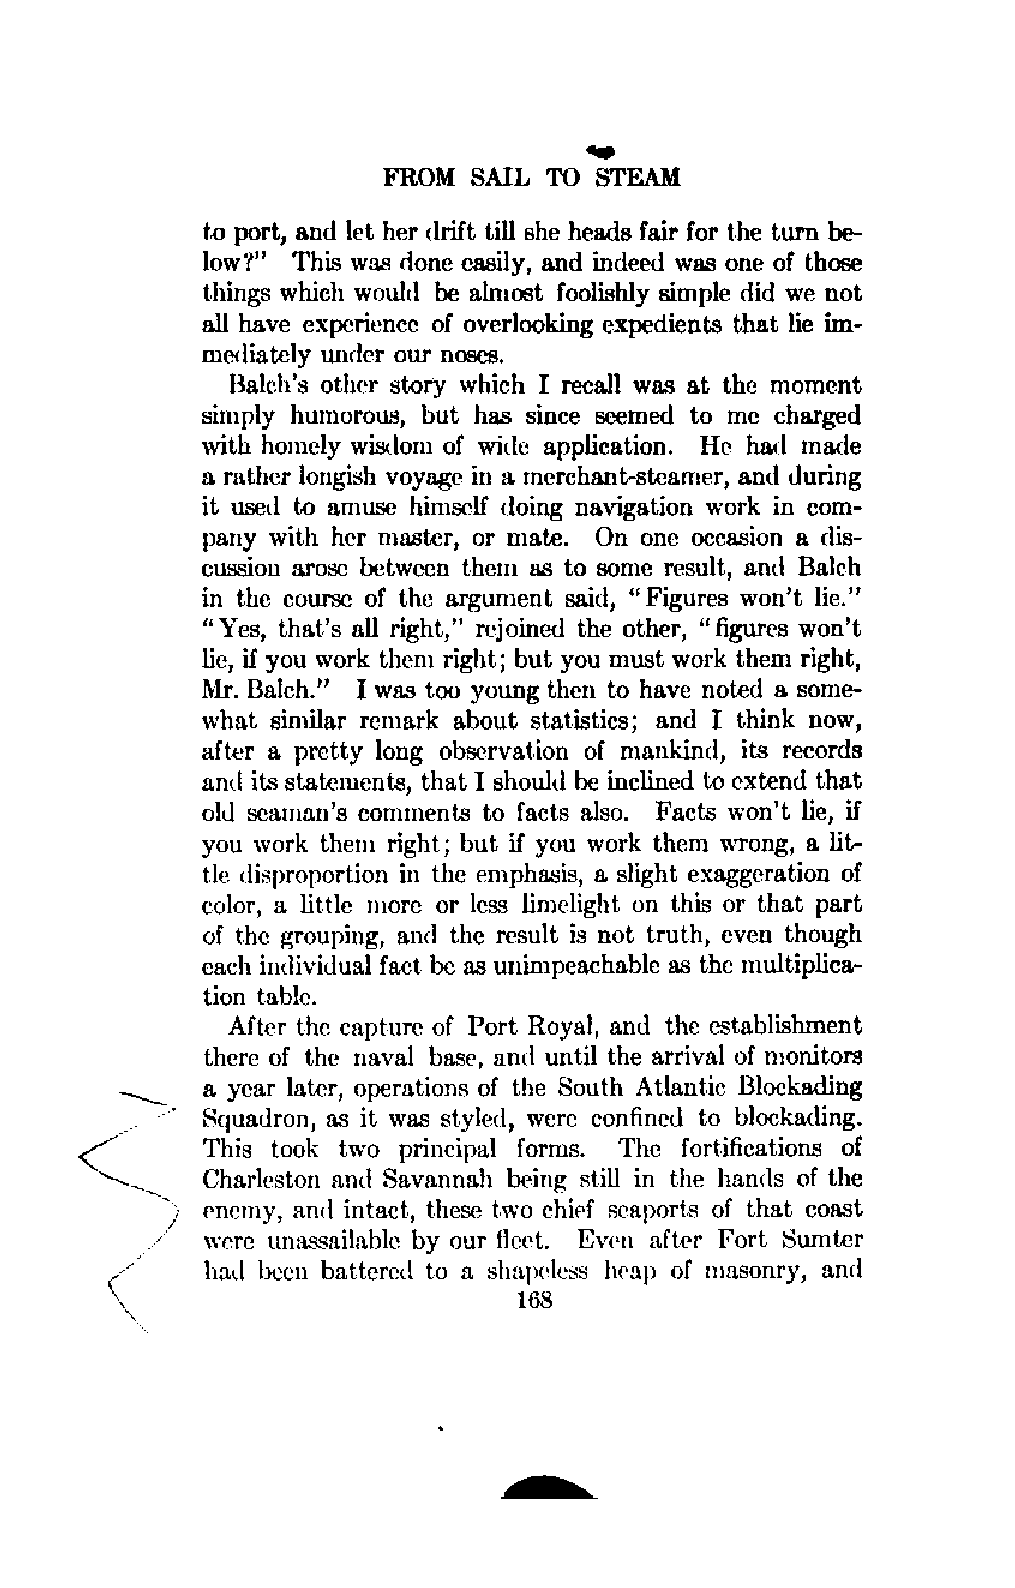 FROM SAIL TO STEAM
to port, and let her drift till she heads fair for the turn be-
low?" This was done easily, and indeed was one of those
things which would be almost foolishly simple did we not
all have experience of overlooking expedients that lie im-
mediately under our noses.
Balch's other story which I recall was at the moment
simply humorous, but has since seemed to me charged
with homely wisdom of wide application. He had made
a rather longish voyage in a merchant-steamer, and during
it used to amuse himself doing navigation work in com-
pany with her master, or mate. On one occasion a dis-
cussion arose between them as to some result, and Balch
in the course of the argument said, "Figures won't lie."
"Yes, that's all right," rejoined the other, "figures won't
lie, if you work them right; but you must work them right,
Mr. Balch." I was too young then to have noted a some-
what similar remark about statistics; and I think now,
after a pretty long observation of mankind, its records
and its statements, that I should be inclined to extend that
old seaman's comments to facts also. Facts won't lie, if
you work them right; but if you work them wrong, a lit-
tle disproportion in the emphasis, a slight exaggeration of
color, a little more or less limelight on this or that part
of the grouping, and the result is not truth, even though
each individual fact be as unimpeachable as the multiplica-
tion table.
After the capture of Port Royal, and the establishment
there of the naval base, and until the arrival of monitors
a year later, operations of the South Atlantic Blockading
Squadron, as it was styled, were confined to blockading.
This took two principal forms. The fortifications of
Charleston and Savannah being still in the hands of the
enemy, and intact, these two chief seaports of that coast
were unassailable by our fleet. Even after Fort Sumter
had been battered to a shapeless heap of masonry, and
168